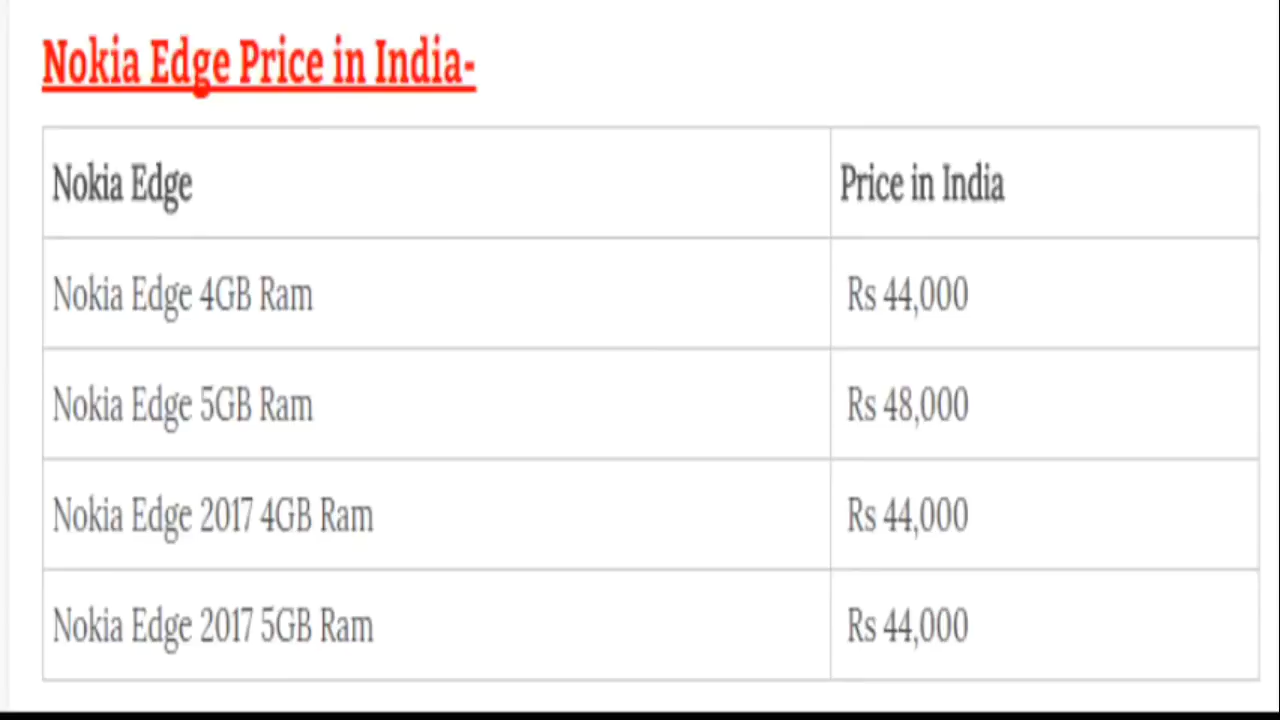 Nokia Edge Price in India-
Nokia Edge Price in India
Nokia Edge 4GB Ram Rs 44,000
Nokia Edge 5GB Ram Rs 48,000
Nokia Edge 2017 4GB Ram Rs 44,000
Nokia Edge 2017 5GB Ram Rs 44,000